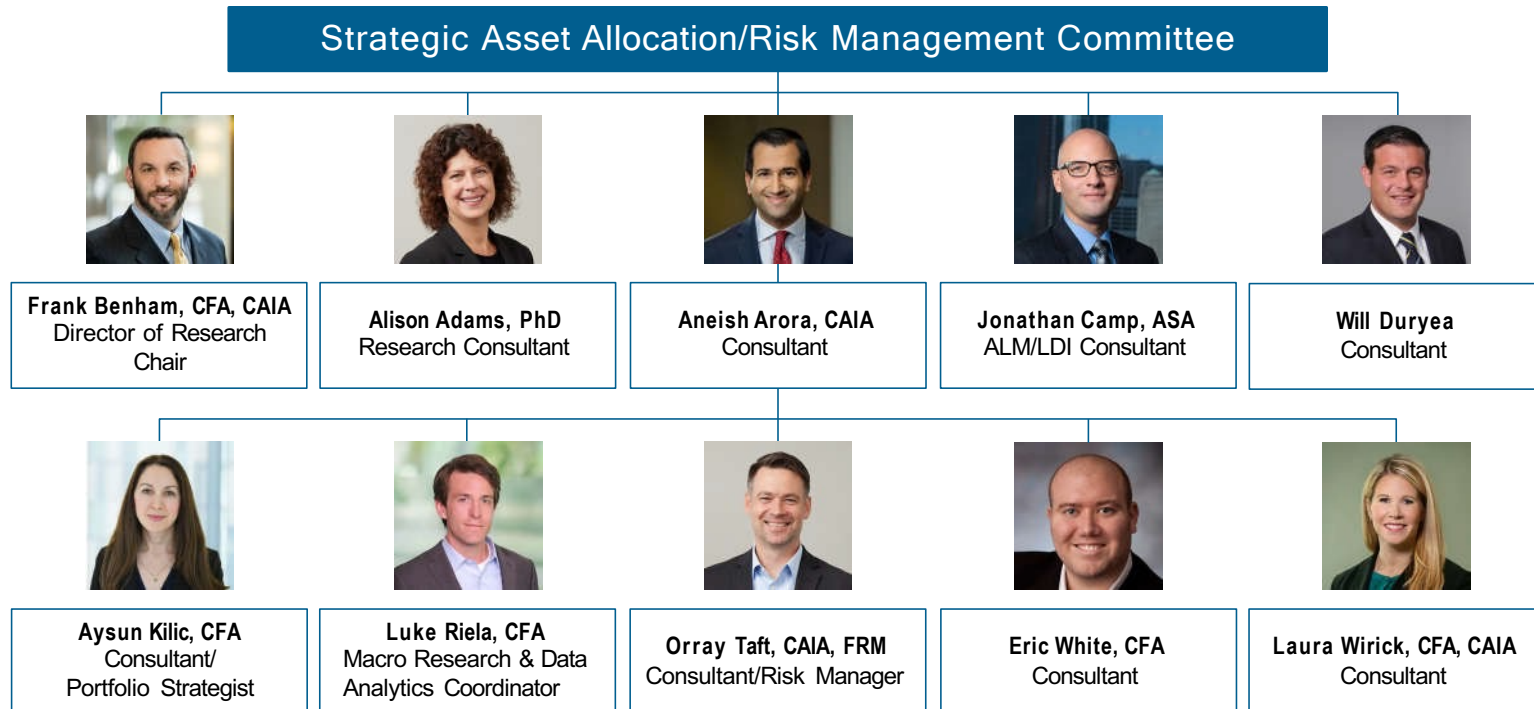 Strategic Asset Allocation/Risk Management Committee
Frank Benham, CFA, CAIA
Director of Research
Chair
Alison Adams, PhD
Research Consultant
Aneish Arora, CAIA
Consultant
Jonathan Camp, ASA
ALM/LDI Consultant
Will Duryea
Consultant
Aysun Kilic, CFA
Consultant/
Portfolio Strategist
Luke Riela, CFA
Macro Research & Data
Analytics Coordinator
Orray Taft, CAIA, FRM
Consultant/Risk Manager
Eric White, CFA
Consultant
Laura Wirick, CFA, CAIA
Consultant